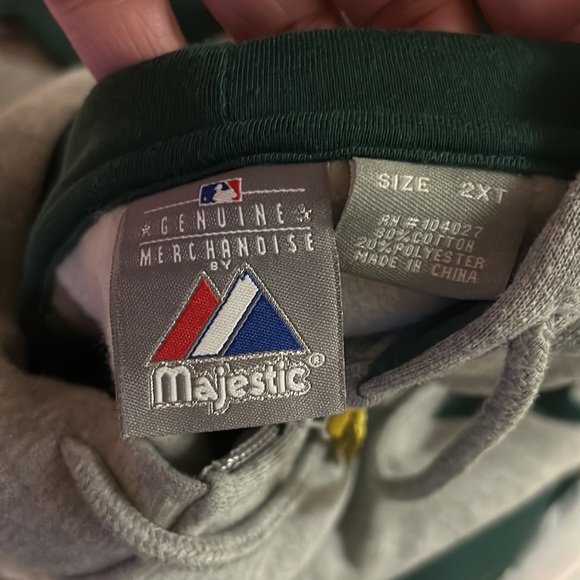 GENUINE
MERCHANDISE
BY
Majestic®
SIZE 2XT
RN #104027
80% COTTON
20% POLYESTER
MADE IN CHINA